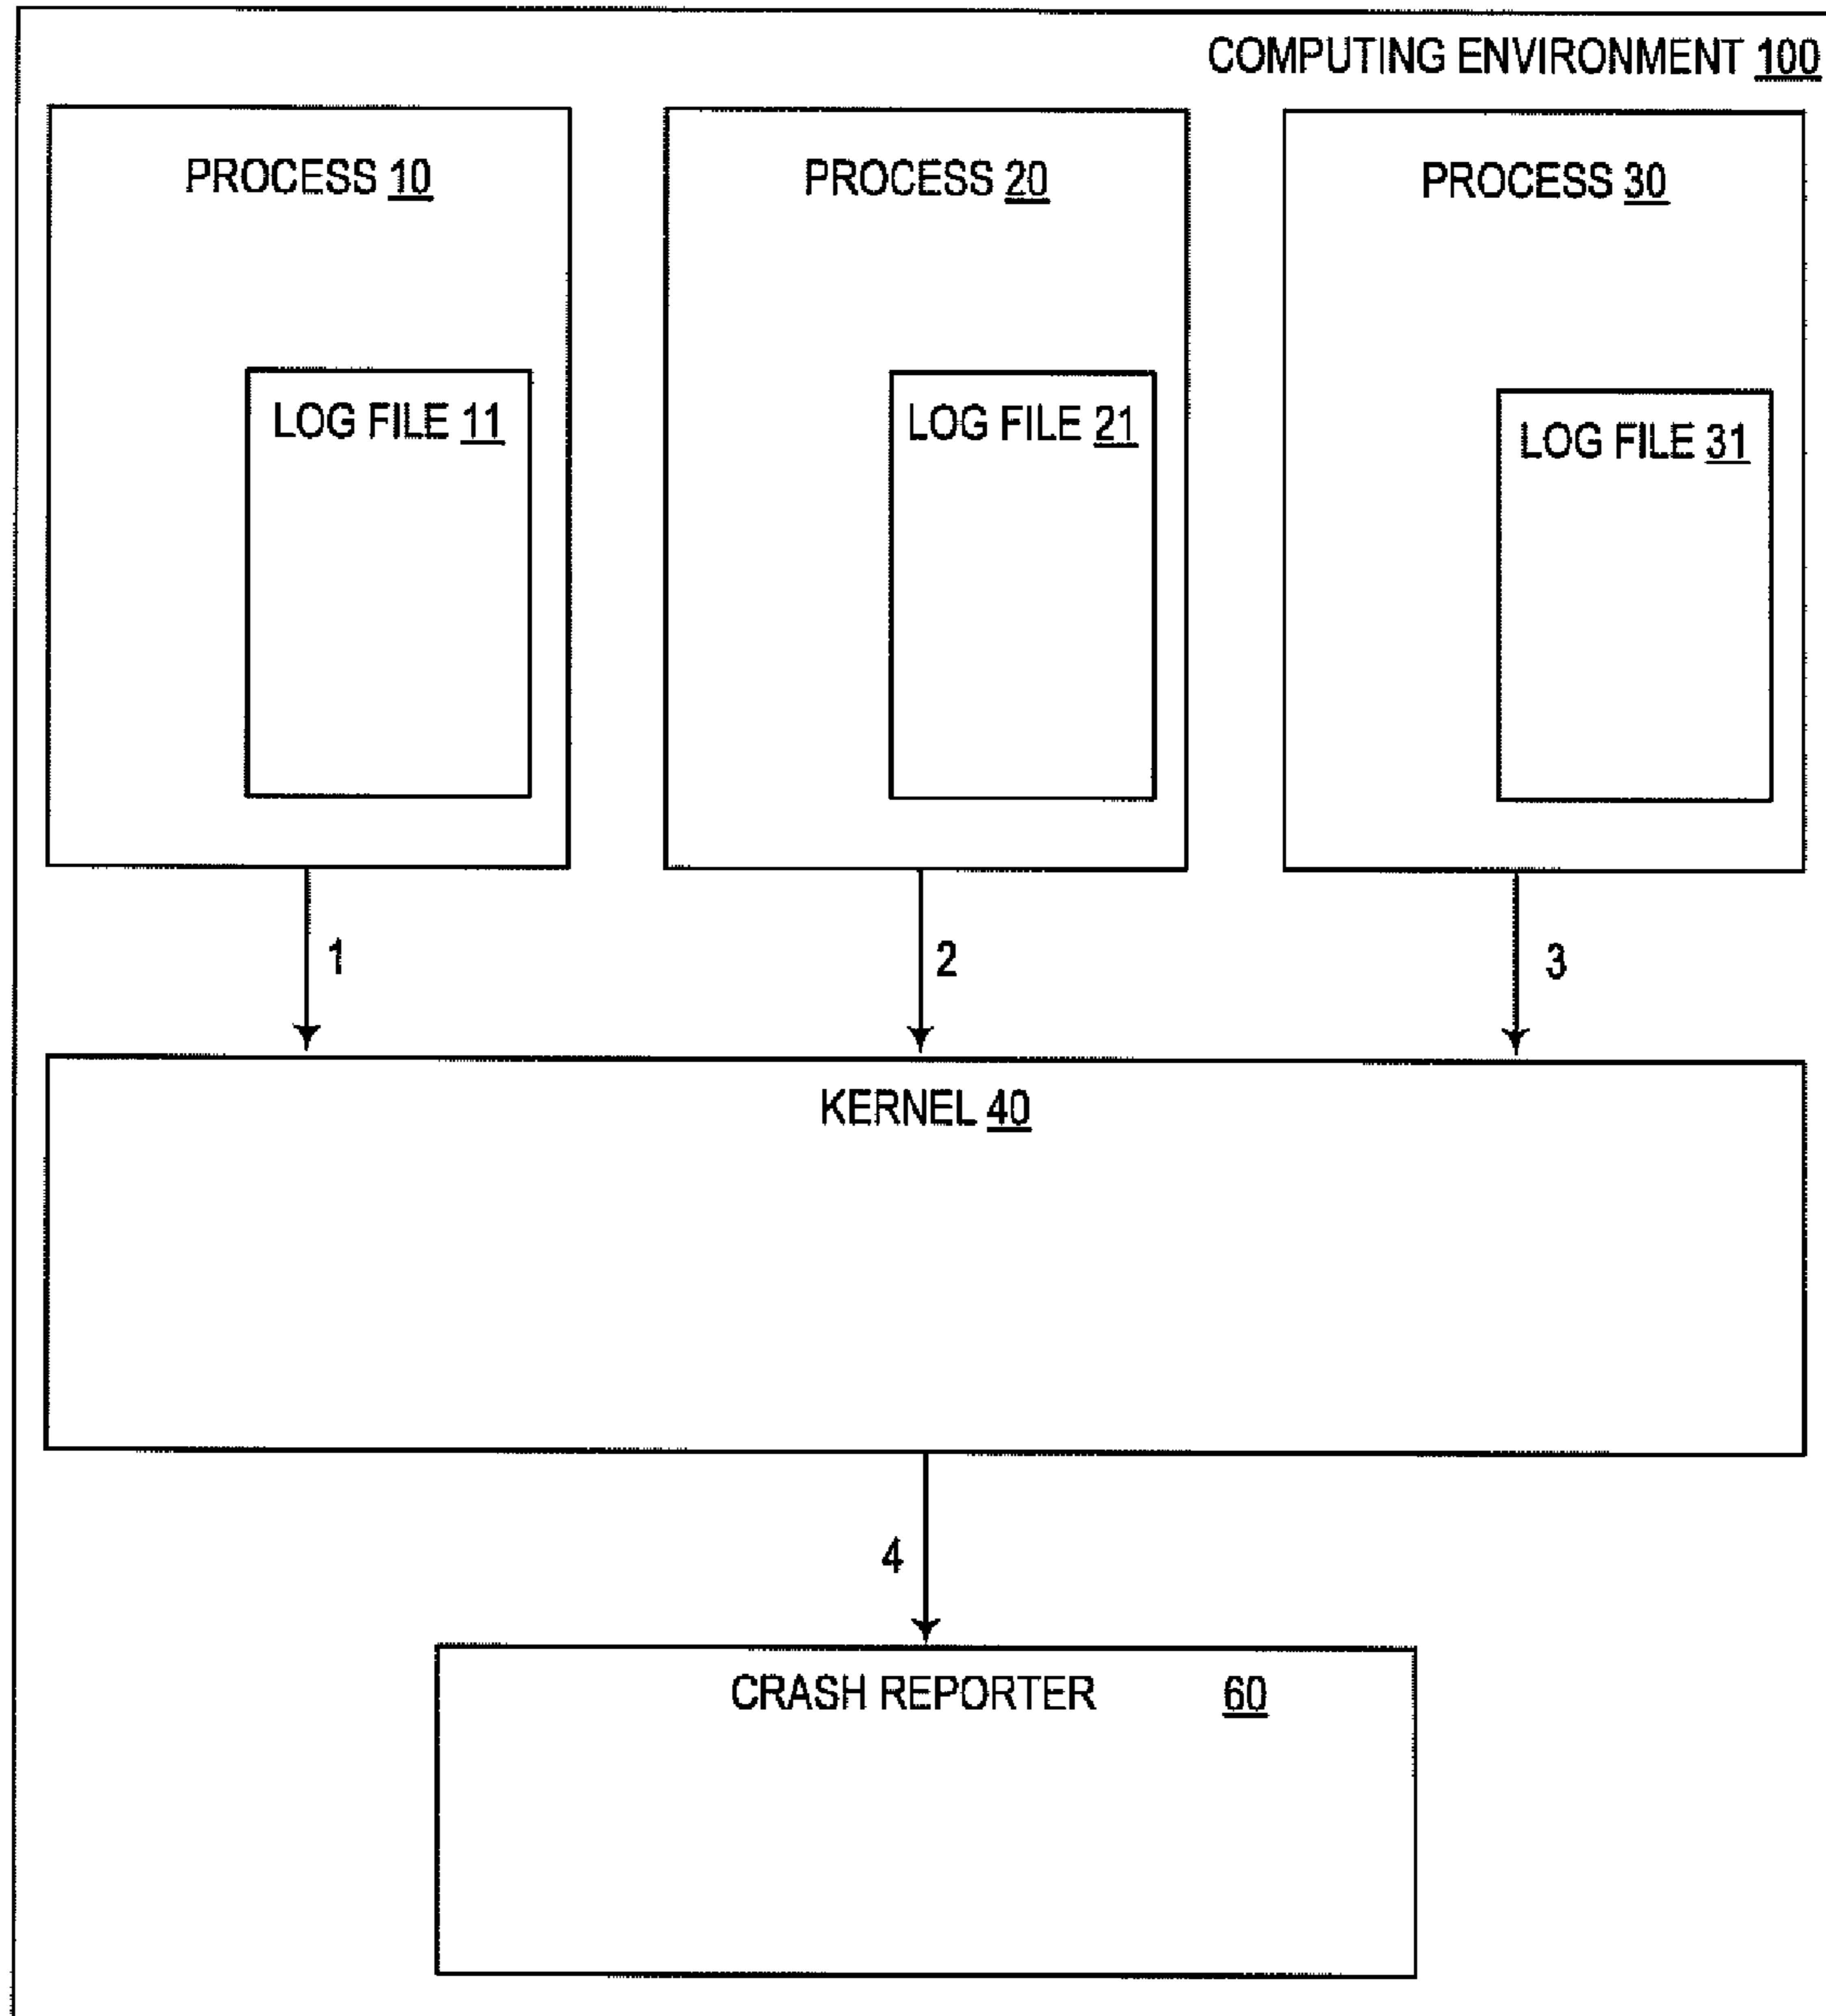 COMPUTING ENVIRONMENT 100
PROCESS 10
PROCESS 20
PROCESS 30
LOG FILE 11
LOG FILE 21
LOG FILE 31
1
2
3
KERNEL 40
4
CRASH REPORTER 60